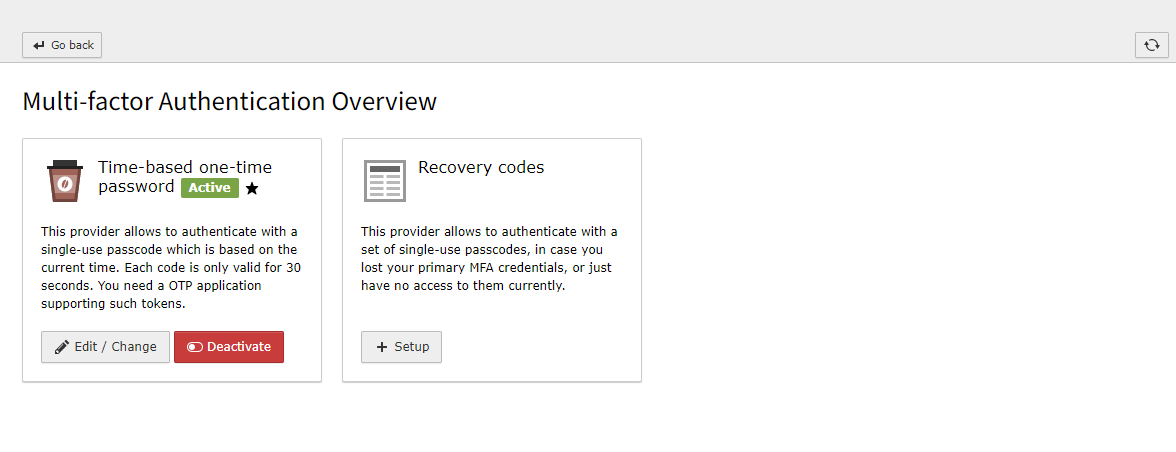 Go back
Multi-factor Authentication Overview
Time-based one-time
password Active
This provider allows to authenticate with a
single-use passcode which is based on the
current time. Each code is only valid for 30
seconds. You need a OTP application
supporting such tokens.
Edit / Change
Deactivate
Recovery codes
This provider allows to authenticate with a
set of single-use passcodes, in case you
lost your primary MFA credentials, or just
have no access to them currently.
Setup